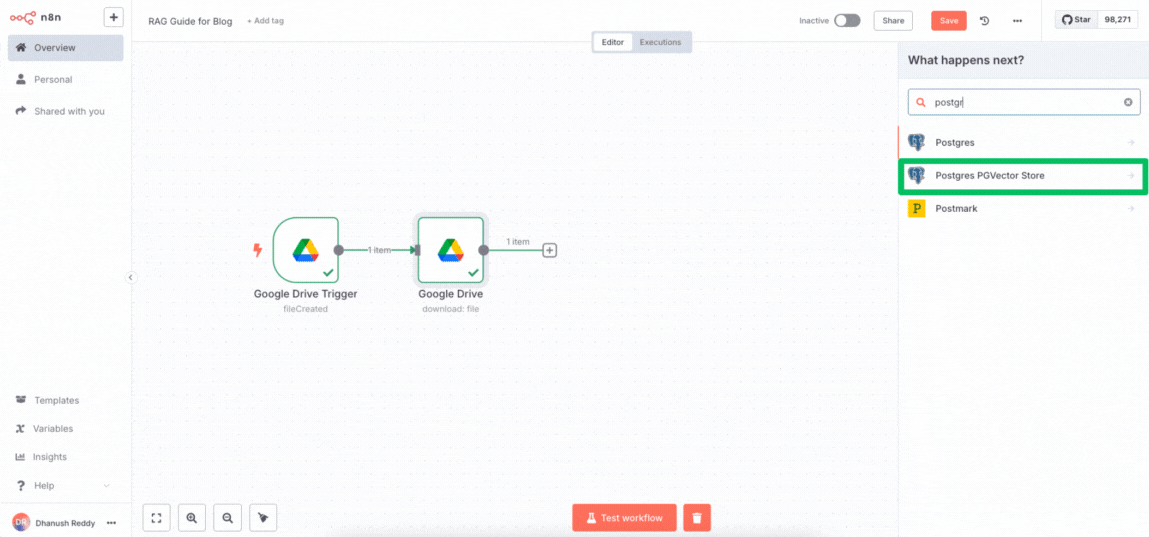 n8n
+
RAG Guide for Blog
+ Add tag
Inactive
Share
Save
Star
98,271
Overview
Personal
Shared with you
Editor
Executions
What happens next?
postgr
Postgres
Postgres PGVector Store
P
Postmark
1 item
1 item
Google Drive Trigger
fileCreated
Google Drive
download: file
Templates
Variables
Insights
? Help
DR
Dhanush Reddy
Test workflow